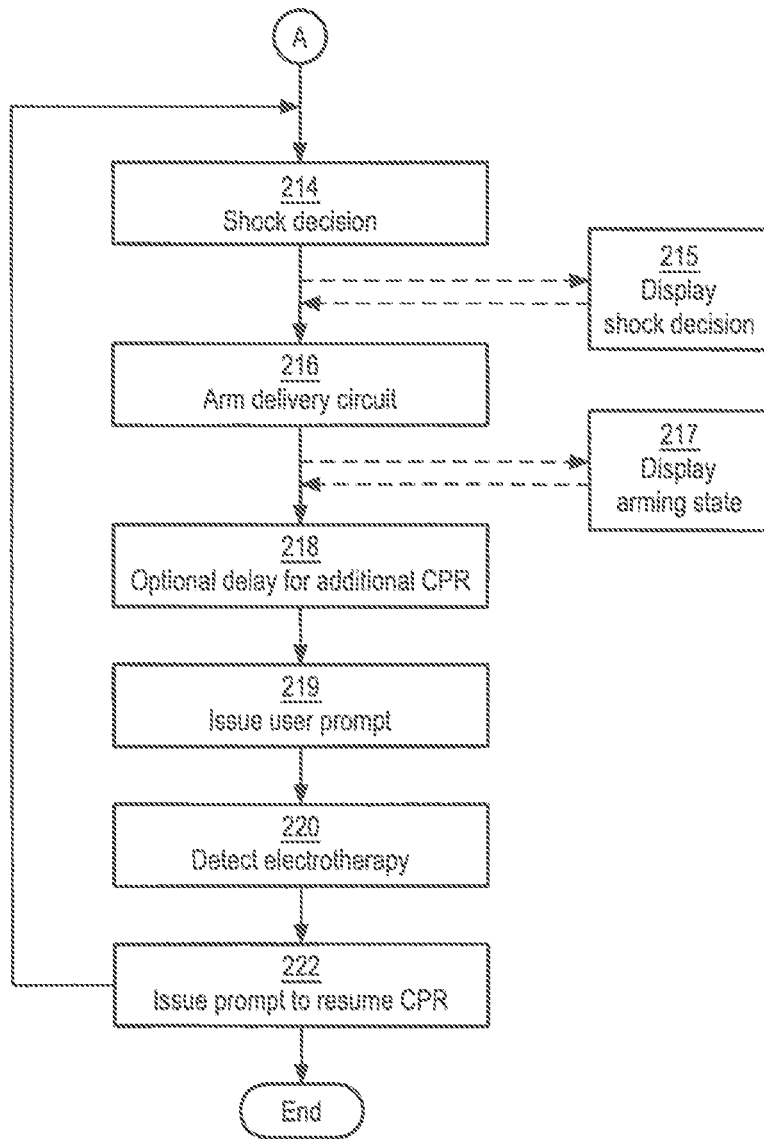 A
214
Shock decision
215
Display
shock decision
216
Arm delivery circuit
217
Display
arming state
218
Optional delay for additional CPR
219
Issue user prompt
220
Detect electrotherapy
222
Issue prompt to resume CPR
End